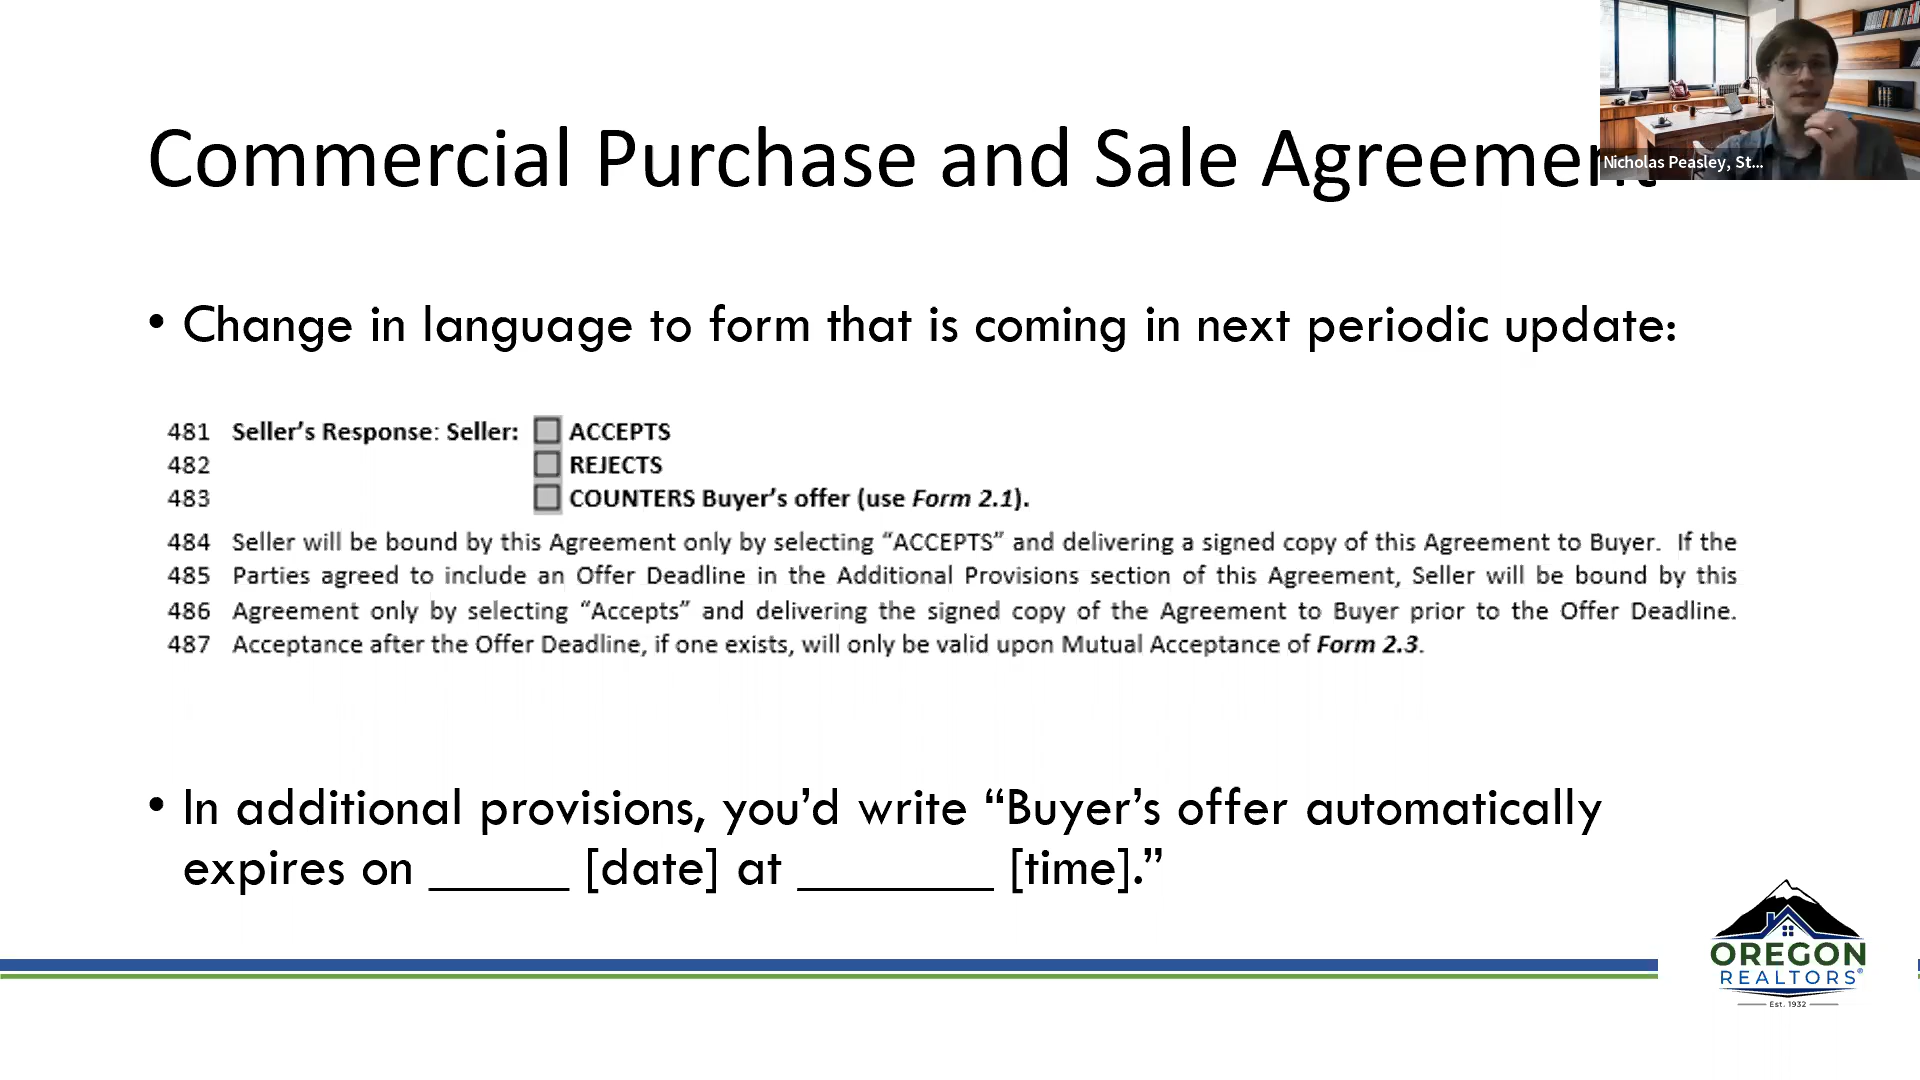 Nicholas Peasley, St...
Commercial Purchase and Sale Agreement
• Change in language to form that is coming in next periodic update:
481 Seller’s Response: Seller: ACCEPTS
482 REJECTS
483 COUNTERS Buyer’s offer (use Form 2.1).
484 Seller will be bound by this Agreement only by selecting “ACCEPTS” and delivering a signed copy of this Agreement to Buyer. If the
485 Parties agreed to include an Offer Deadline in the Additional Provisions section of this Agreement, Seller will be bound by this
486 Agreement only by selecting “Accepts” and delivering the signed copy of the Agreement to Buyer prior to the Offer Deadline.
487 Acceptance after the Offer Deadline, if one exists, will only be valid upon Mutual Acceptance of Form 2.3.
• In additional provisions, you’d write “Buyer’s offer automatically
expires on _____ [date] at _______ [time].”
OREGON
REALTORS®
Est. 1932